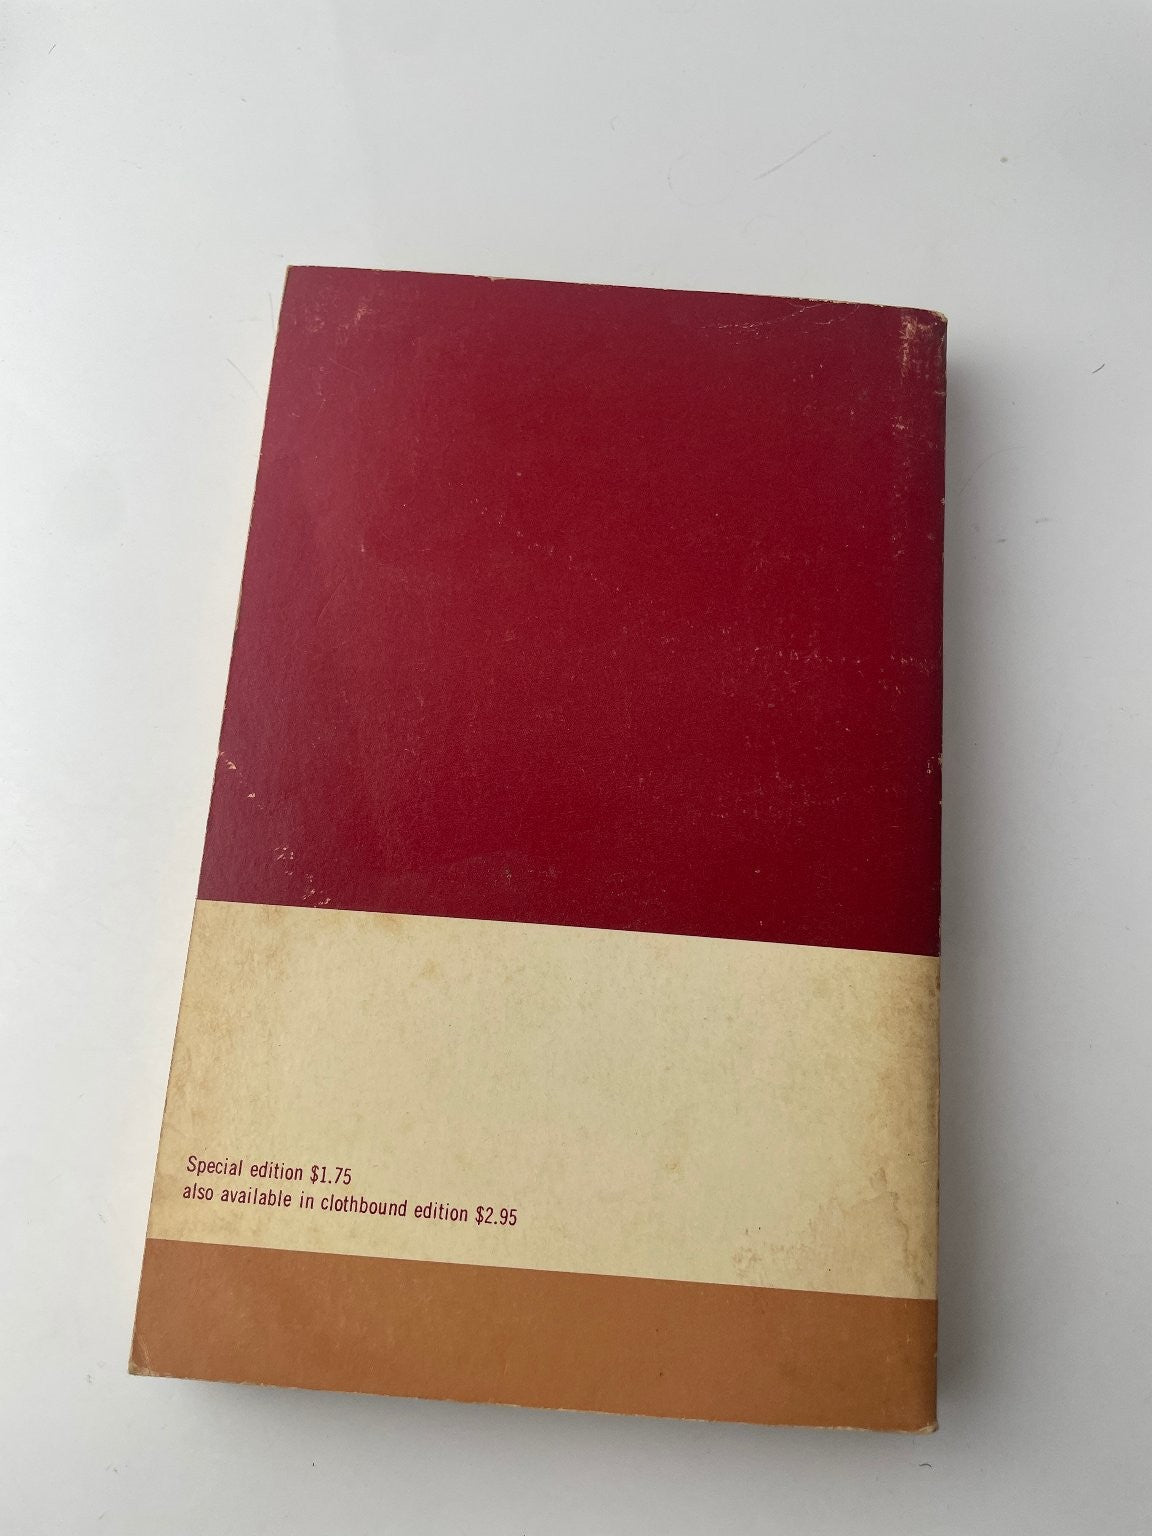 Special edition $1.75
also available in clothbound edition $2.95